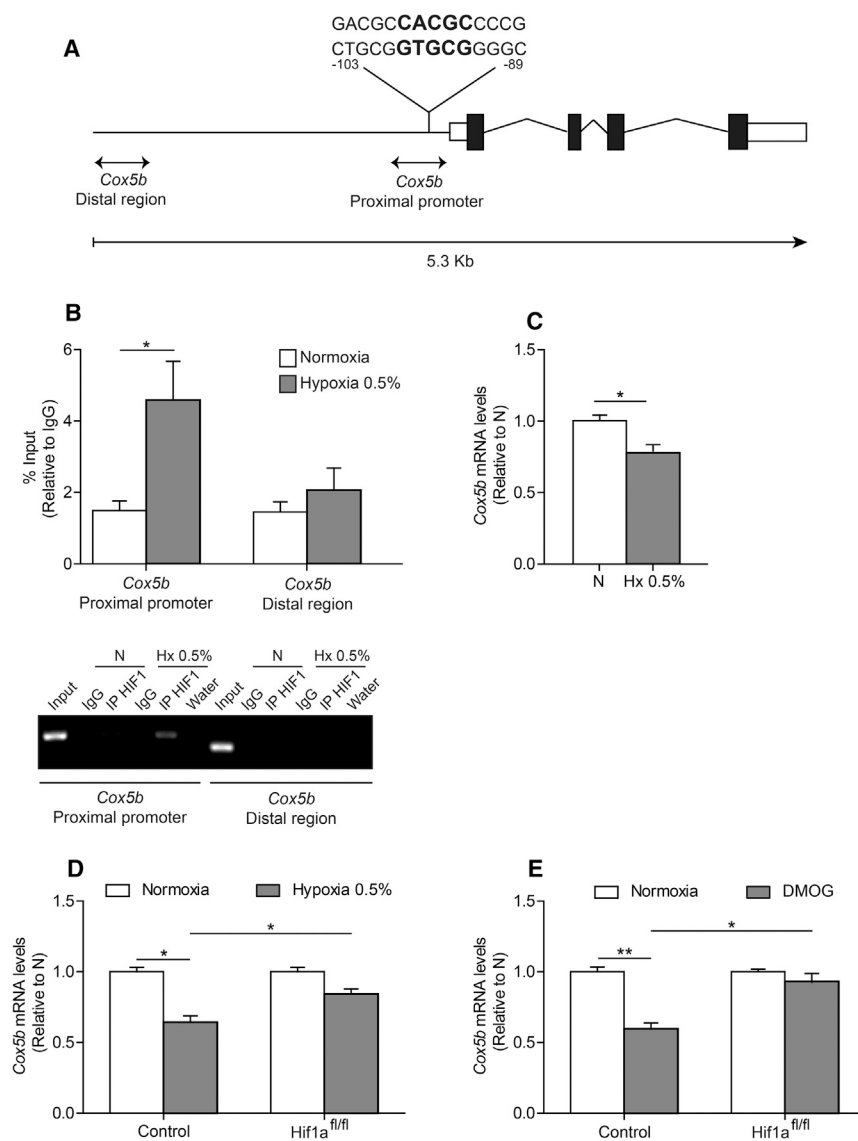 A
GACGCCACGCCCCG
CTGCGGTGCGGGGC
-103 -89
Cox5b
Distal region
Cox5b
Proximal promoter
5.3 Kb
B
6
4
2
0
% Input
(Relative to IgG)
Normoxia
Hypoxia 0.5%
*
Cox5b
Proximal promoter
Cox5b
Distal region
C
1.5
1.0
0.5
0.0
Cox5b mRNA levels
(Relative to N)
*
N Hx 0.5%
N Hx 0.5% N Hx 0.5%
Input IgG IP HIF1 IgG IP HIF1 Water Input IgG IP HIF1 IgG IP HIF1 Water
Cox5b
Proximal promoter
Cox5b
Distal region
D
Normoxia Hypoxia 0.5%
1.5
1.0
0.5
0.0
Cox5b mRNA levels
(Relative to N)
*
*
Control Hif1a fl/fl
E
Normoxia DMOG
1.5
1.0
0.5
0.0
Cox5b mRNA levels
(Relative to N)
**
*
Control Hif1a fl/fl